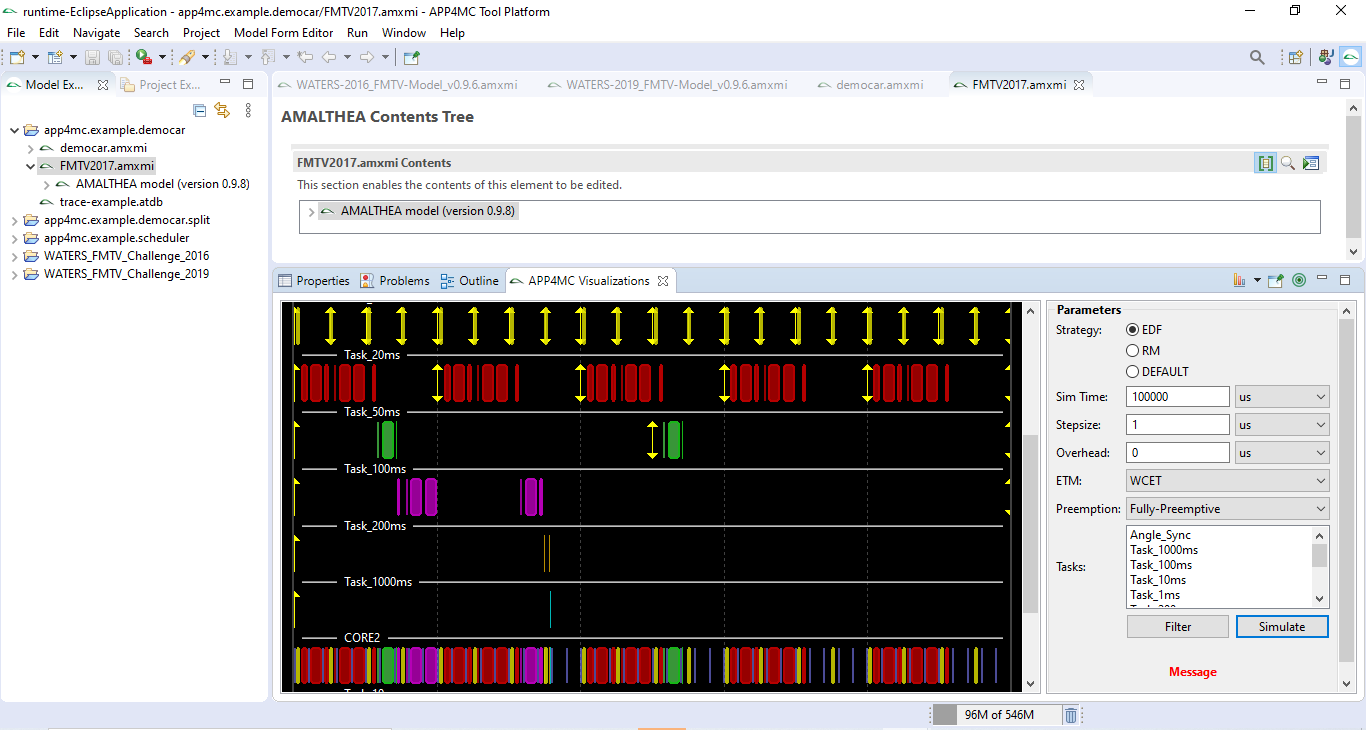 runtime-EclipseApplication - app4mc.example.democar/FMTV2017.amxmi - APP4MC Tool Platform
File Edit Navigate Search Project Model Form Editor Run Window Help
Model Ex... Project Ex...
app4mc.example.democar
democar.amxmi
FMTV2017.amxmi
AMALTHEA model (version 0.9.8)
trace-example.atdb
app4mc.example.democar.split
app4mc.example.scheduler
WATERS_FMTV_Challenge_2016
WATERS_FMTV_Challenge_2019
WATERS-2016_FMTV-Model_v0.9.6.amxmi WATERS-2019_FMTV-Model_v0.9.6.amxmi democar.amxmi FMTV2017.amxmi
AMALTHEA Contents Tree
FMTV2017.amxmi Contents
This section enables the contents of this element to be edited.
AMALTHEA model (version 0.9.8)
Properties Problems Outline APP4MC Visualizations
Task_20ms
Task_50ms
Task_100ms
Task_200ms
Task_1000ms
CORE2
Parameters
Strategy: EDF
RM
DEFAULT
Sim Time: 100000 us
Stepsize: 1 us
Overhead: 0 us
ETM: WCET
Preemption: Fully-Preemptive
Tasks:
Angle_Sync
Task_1000ms
Task_100ms
Task_10ms
Task_1ms
Filter Simulate
Message
96M of 546M